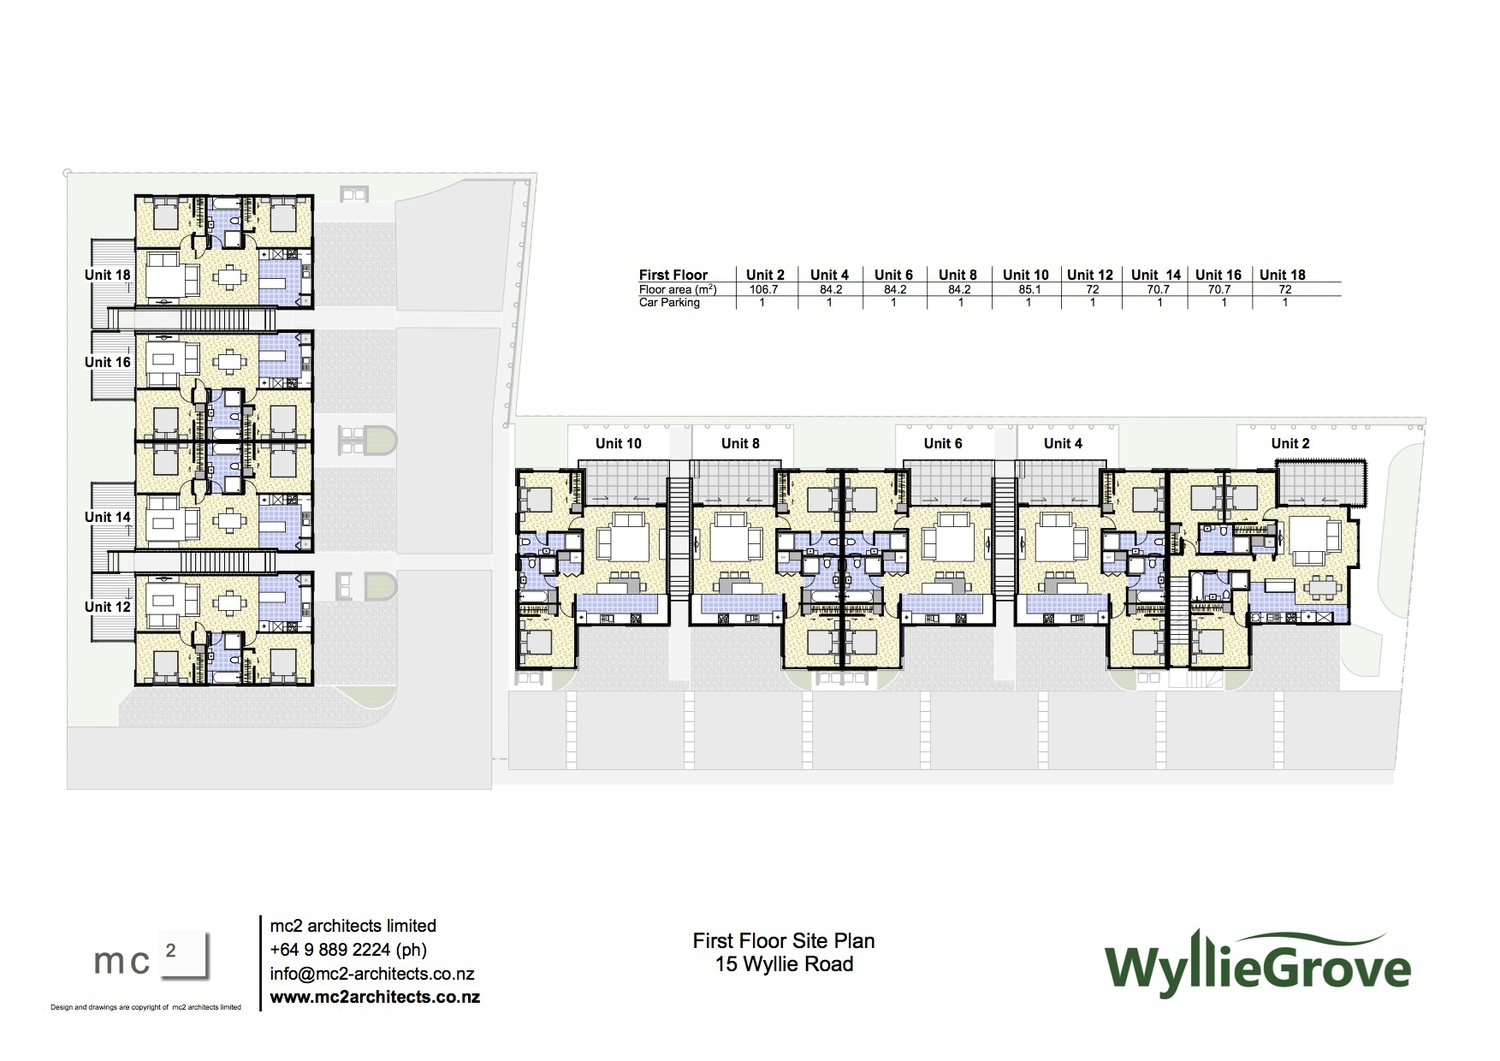 First Floor Unit 2 Unit 4 Unit 6 Unit 8 Unit 10 Unit 12 Unit 14 Unit 16 Unit 18
Floor area (m²) 106.7 84.2 84.2 84.2 85.1 72 70.7 70.7 72
Car Parking 1 1 1 1 1 1 1 1 1
Unit 18
Unit 16
Unit 14
Unit 12
Unit 10 Unit 8 Unit 6 Unit 4 Unit 2
mc 2
Design and drawings are copyright of mc2 architects limited
mc2 architects limited
+64 9 889 2224 (ph)
info@mc2-architects.co.nz
www.mc2architects.co.nz
First Floor Site Plan
15 Wyllie Road
WyllieGrove